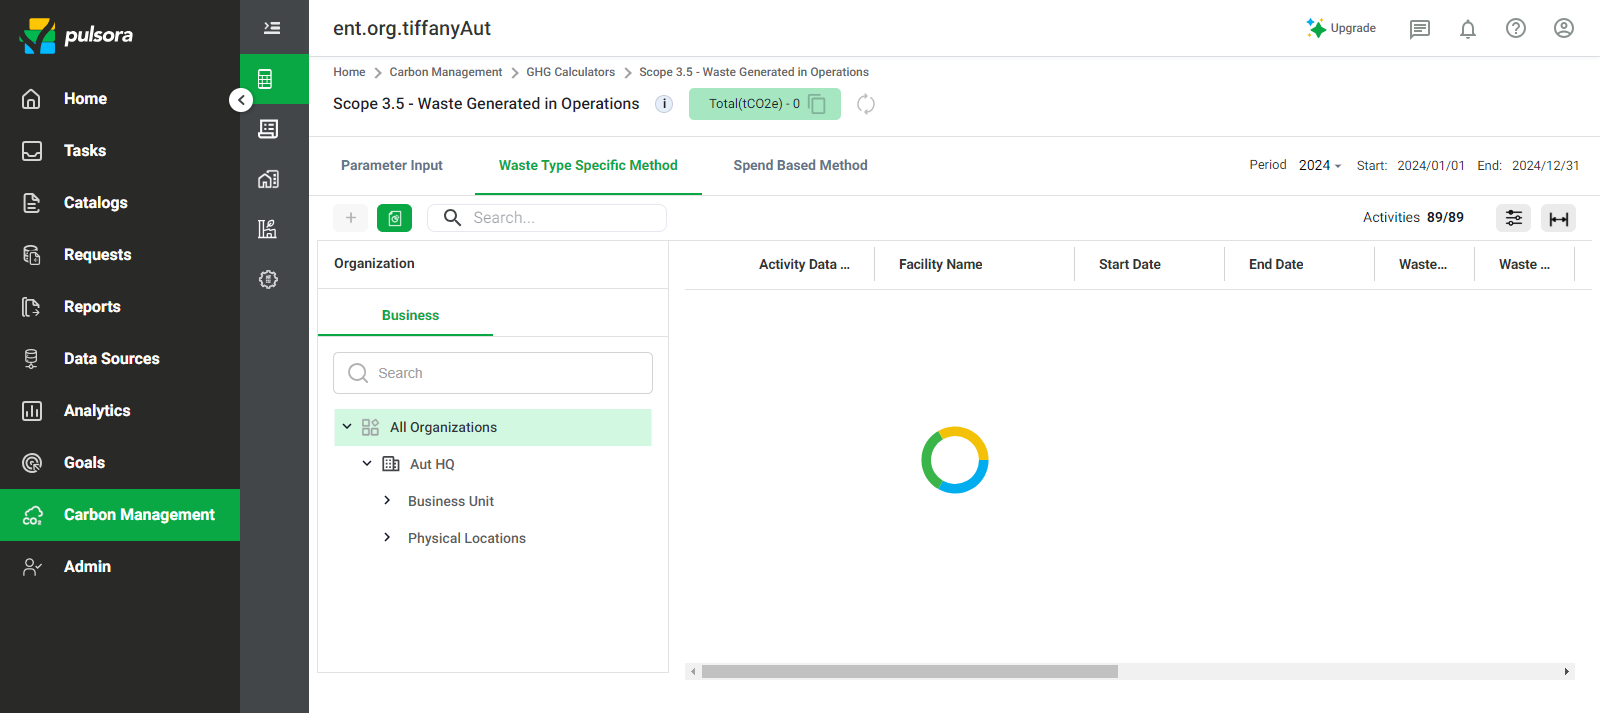 pulsora
Home
Tasks
Catalogs
Requests
Reports
Data Sources
Analytics
Goals
Carbon Management
Admin
ent.org.tiffanyAut
Upgrade
Home > Carbon Management > GHG Calculators > Scope 3.5 - Waste Generated in Operations
Scope 3.5 - Waste Generated in Operations
Total(tCO2e) - 0
Parameter Input
Waste Type Specific Method
Spend Based Method
Period 2024 Start: 2024/01/01 End: 2024/12/31
Search...
Activities 89/89
Organization
Business
Search
All Organizations
Aut HQ
Business Unit
Physical Locations
Activity Data ...
Facility Name
Start Date
End Date
Waste...
Waste ...